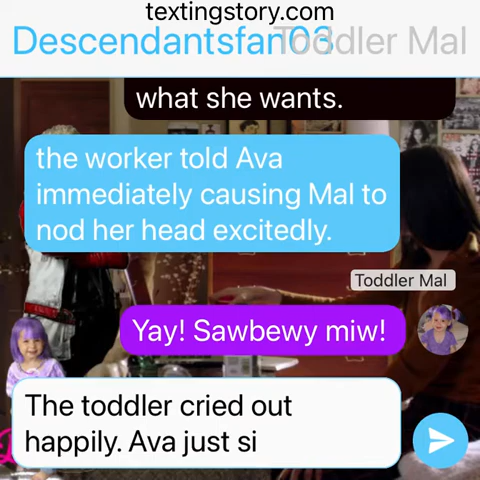 textingstory.com
Descendantsfan03
Toddler Mal
what she wants.
the worker told Ava
immediately causing Mal to
nod her head excitedly.
Toddler Mal
Yay! Sawbewy miw!
The toddler cried out
happily. Ava just si